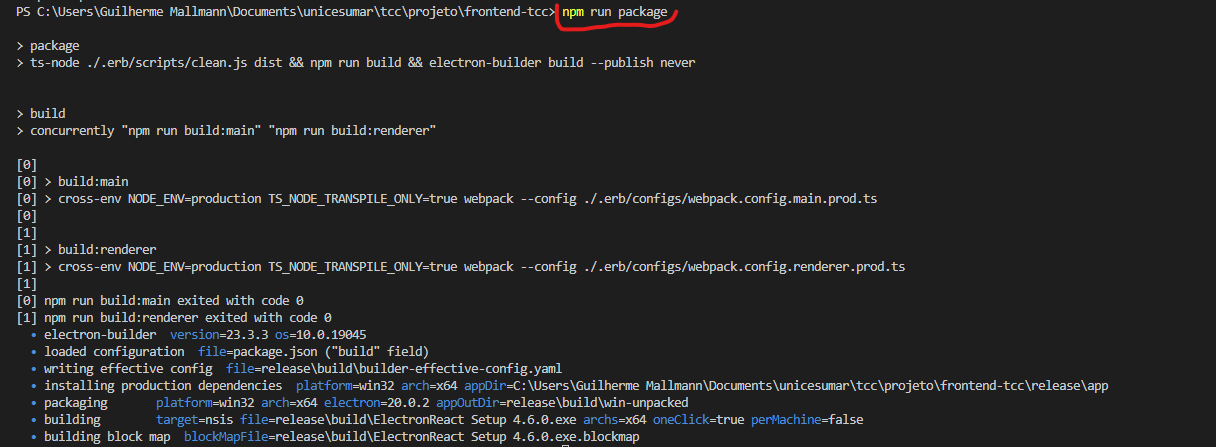 PS C:\Users\Guilherme Mallmann\Documents\unicesumar\tcc\projeto\frontend-tcc> npm run package
> package
> ts-node ./.erb/scripts/clean.js dist && npm run build && electron-builder build --publish never
> build
> concurrently "npm run build:main" "npm run build:renderer"
[0]
[0] > build:main
[0] > cross-env NODE_ENV=production TS_NODE_TRANSPILE_ONLY=true webpack --config ./.erb/configs/webpack.config.main.prod.ts
[0]
[1]
[1] > build:renderer
[1] > cross-env NODE_ENV=production TS_NODE_TRANSPILE_ONLY=true webpack --config ./.erb/configs/webpack.config.renderer.prod.ts
[1]
[0] npm run build:main exited with code 0
[1] npm run build:renderer exited with code 0
• electron-builder  version=23.3.3 os=10.0.19045
• loaded configuration  file=package.json ("build" field)
• writing effective config  file=release\build\builder-effective-config.yaml
• installing production dependencies  platform=win32 arch=x64 appDir=C:\Users\Guilherme Mallmann\Documents\unicesumar\tcc\projeto\frontend-tcc\release\app
• packaging       platform=win32 arch=x64 electron=20.0.2 appOutDir=release\build\win-unpacked
• building        target=nsis file=release\build\ElectronReact Setup 4.6.0.exe archs=x64 oneClick=true perMachine=false
• building block map  blockMapFile=release\build\ElectronReact Setup 4.6.0.exe.blockmap